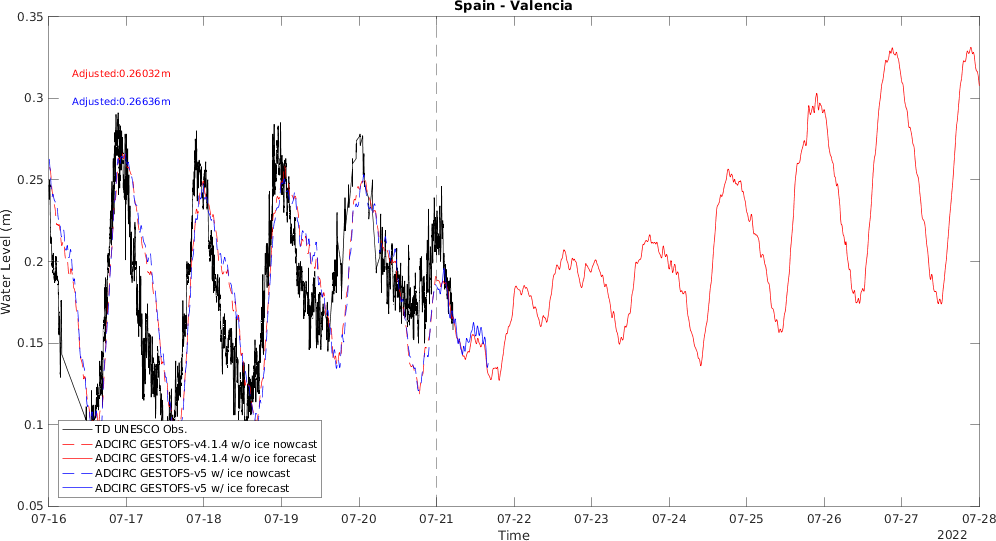 Spain - Valencia
0.35
0.3
0.25
0.2
0.15
0.1
0.05
Water Level (m)
Adjusted:0.26032m
Adjusted:0.26636m
TD UNESCO Obs.
ADCIRC GESTOFS-v4.1.4 w/o ice nowcast
ADCIRC GESTOFS-v4.1.4 w/o ice forecast
ADCIRC GESTOFS-v5 w/ ice nowcast
ADCIRC GESTOFS-v5 w/ ice forecast
07-16 07-17 07-18 07-19 07-20 07-21 07-22 07-23 07-24 07-25 07-26 07-27 07-28
Time
2022